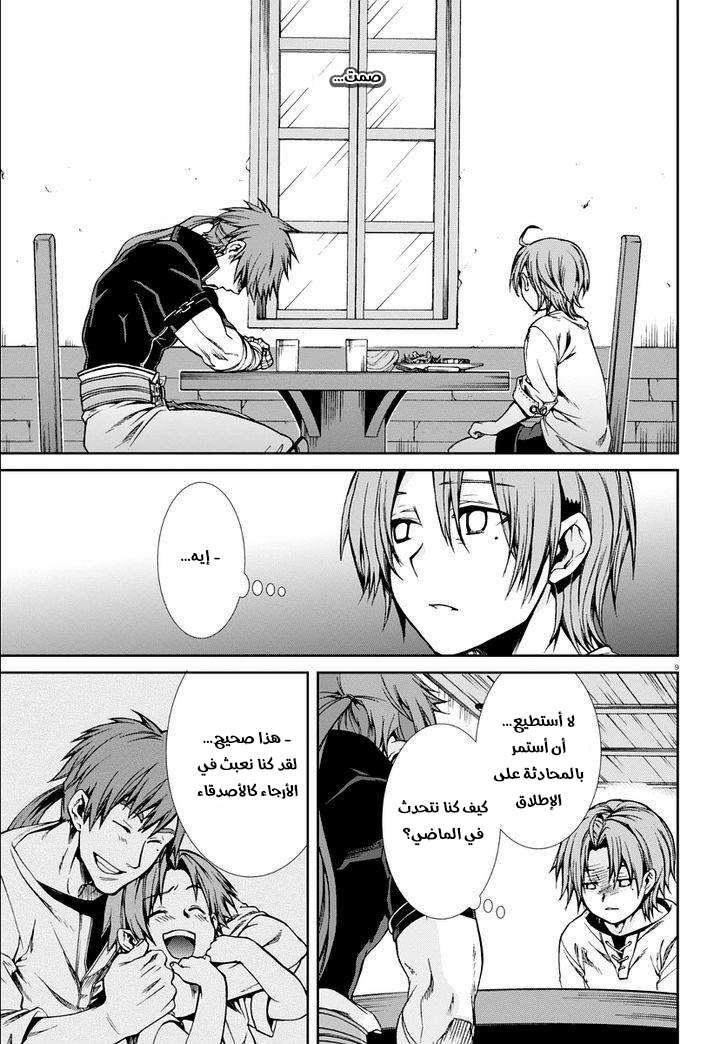 صمت...
- إيه...
لا أستطيع...
أن أستمر
بالمحادثة على
الإطلاق
كيف كنا نتحدث
في الماضي؟
- هذا صحيح...
لقد كنا نعبث في
الأرجاء كالأصدقاء
9